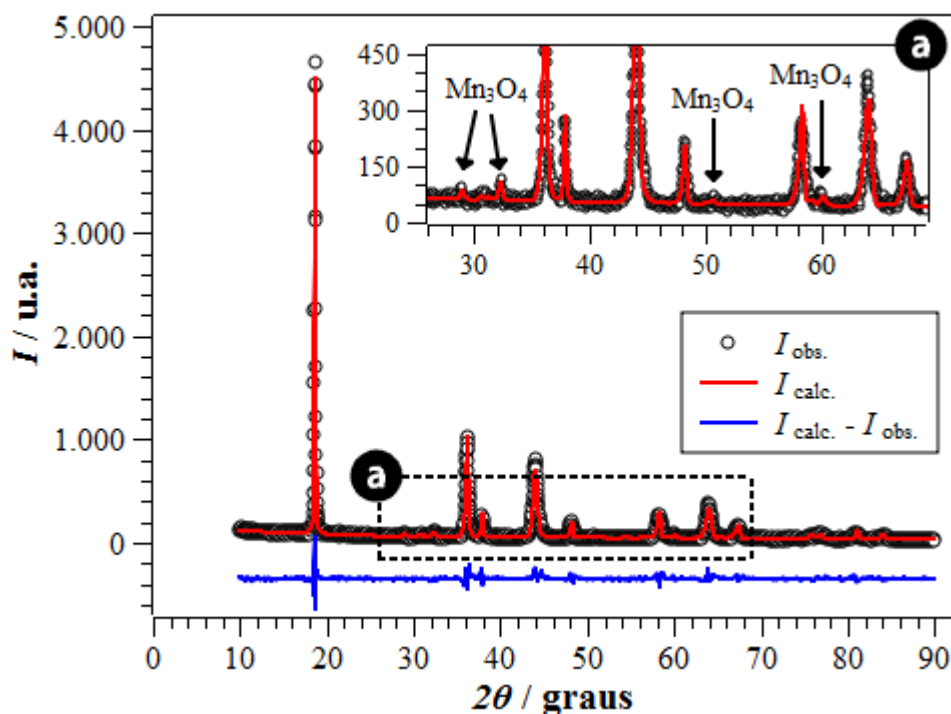 5.000
4.000
3.000
2.000
1.000
0
I / u.a.
0 10 20 30 40 50 60 70 80 90
2θ / graus
a
450
300
150
0
30 40 50 60
Mn₃O₄
Mn₃O₄
Mn₃O₄
a
I obs.
I calc.
I calc. - I obs.